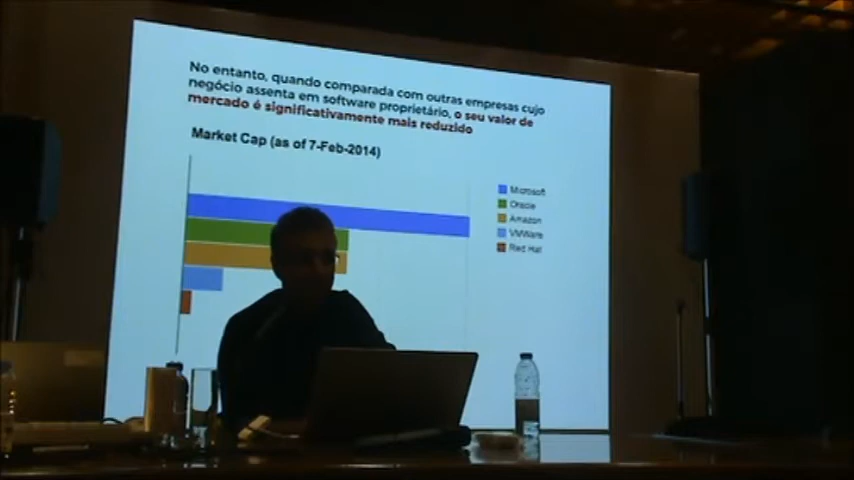 No entanto, quando comparada com outras empresas cujo
negócio assenta em software proprietário, o seu valor de
mercado é significativamente mais reduzido
Market Cap (as of 7-Feb-2014)
Microsoft
Oracle
Amazon
VMWare
Red Hat